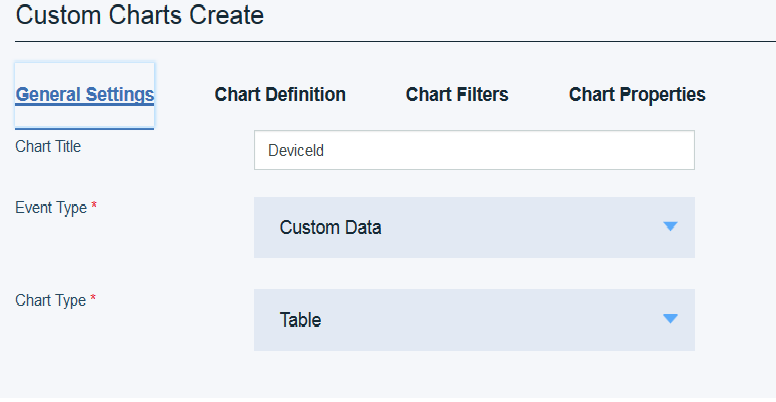 Custom Charts Create
General Settings Chart Definition Chart Filters Chart Properties
Chart Title DeviceId
Event Type * Custom Data
Chart Type * Table